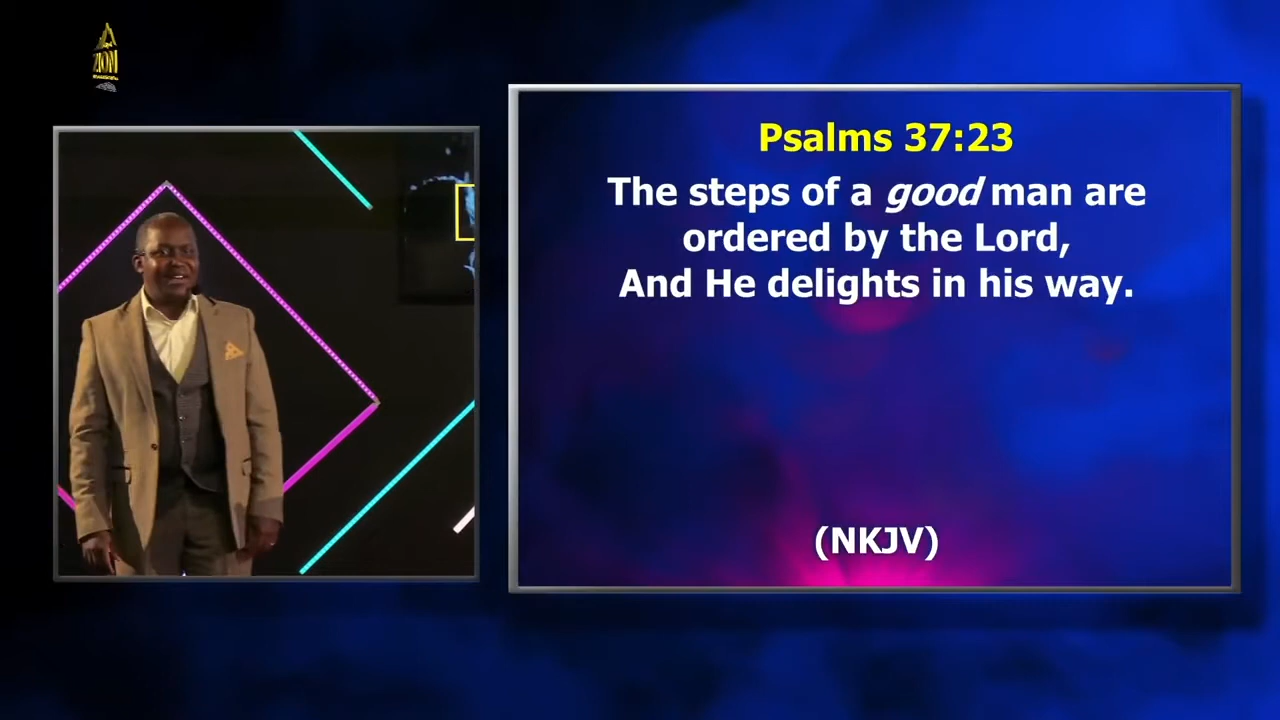 ZION
Psalms 37:23
The steps of a good man are
ordered by the Lord,
And He delights in his way.
(NKJV)